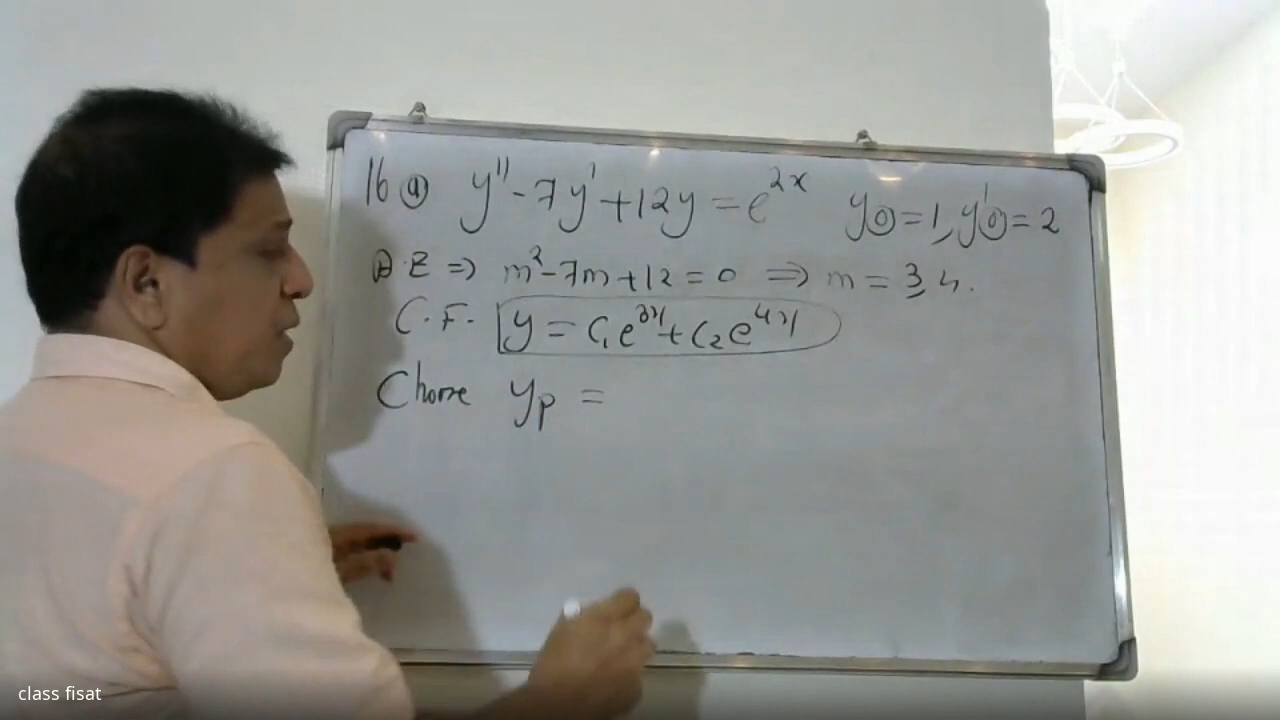 16 a) y'' - 7y' + 12y = e^{2x} y(0) = 1, y'(0) = 2
A.E ⇒ m² - 7m + 12 = 0 ⇒ m = 3, 4.
C.F. y = C₁e^{3x} + C₂e^{4x}
Choose y_p =
class fisat